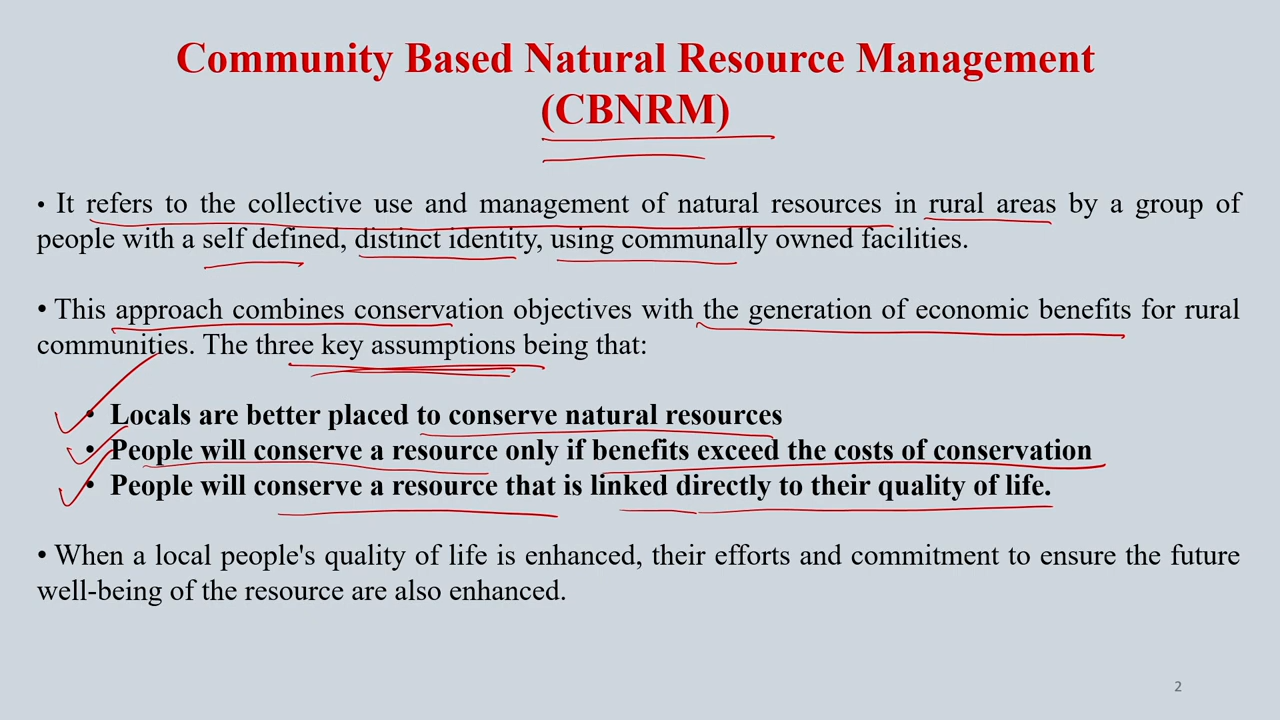 Community Based Natural Resource Management
(CBNRM)
• It refers to the collective use and management of natural resources in rural areas by a group of
people with a self defined, distinct identity, using communally owned facilities.
• This approach combines conservation objectives with the generation of economic benefits for rural
communities. The three key assumptions being that:
• Locals are better placed to conserve natural resources
• People will conserve a resource only if benefits exceed the costs of conservation
• People will conserve a resource that is linked directly to their quality of life.
• When a local people's quality of life is enhanced, their efforts and commitment to ensure the future
well-being of the resource are also enhanced.
2